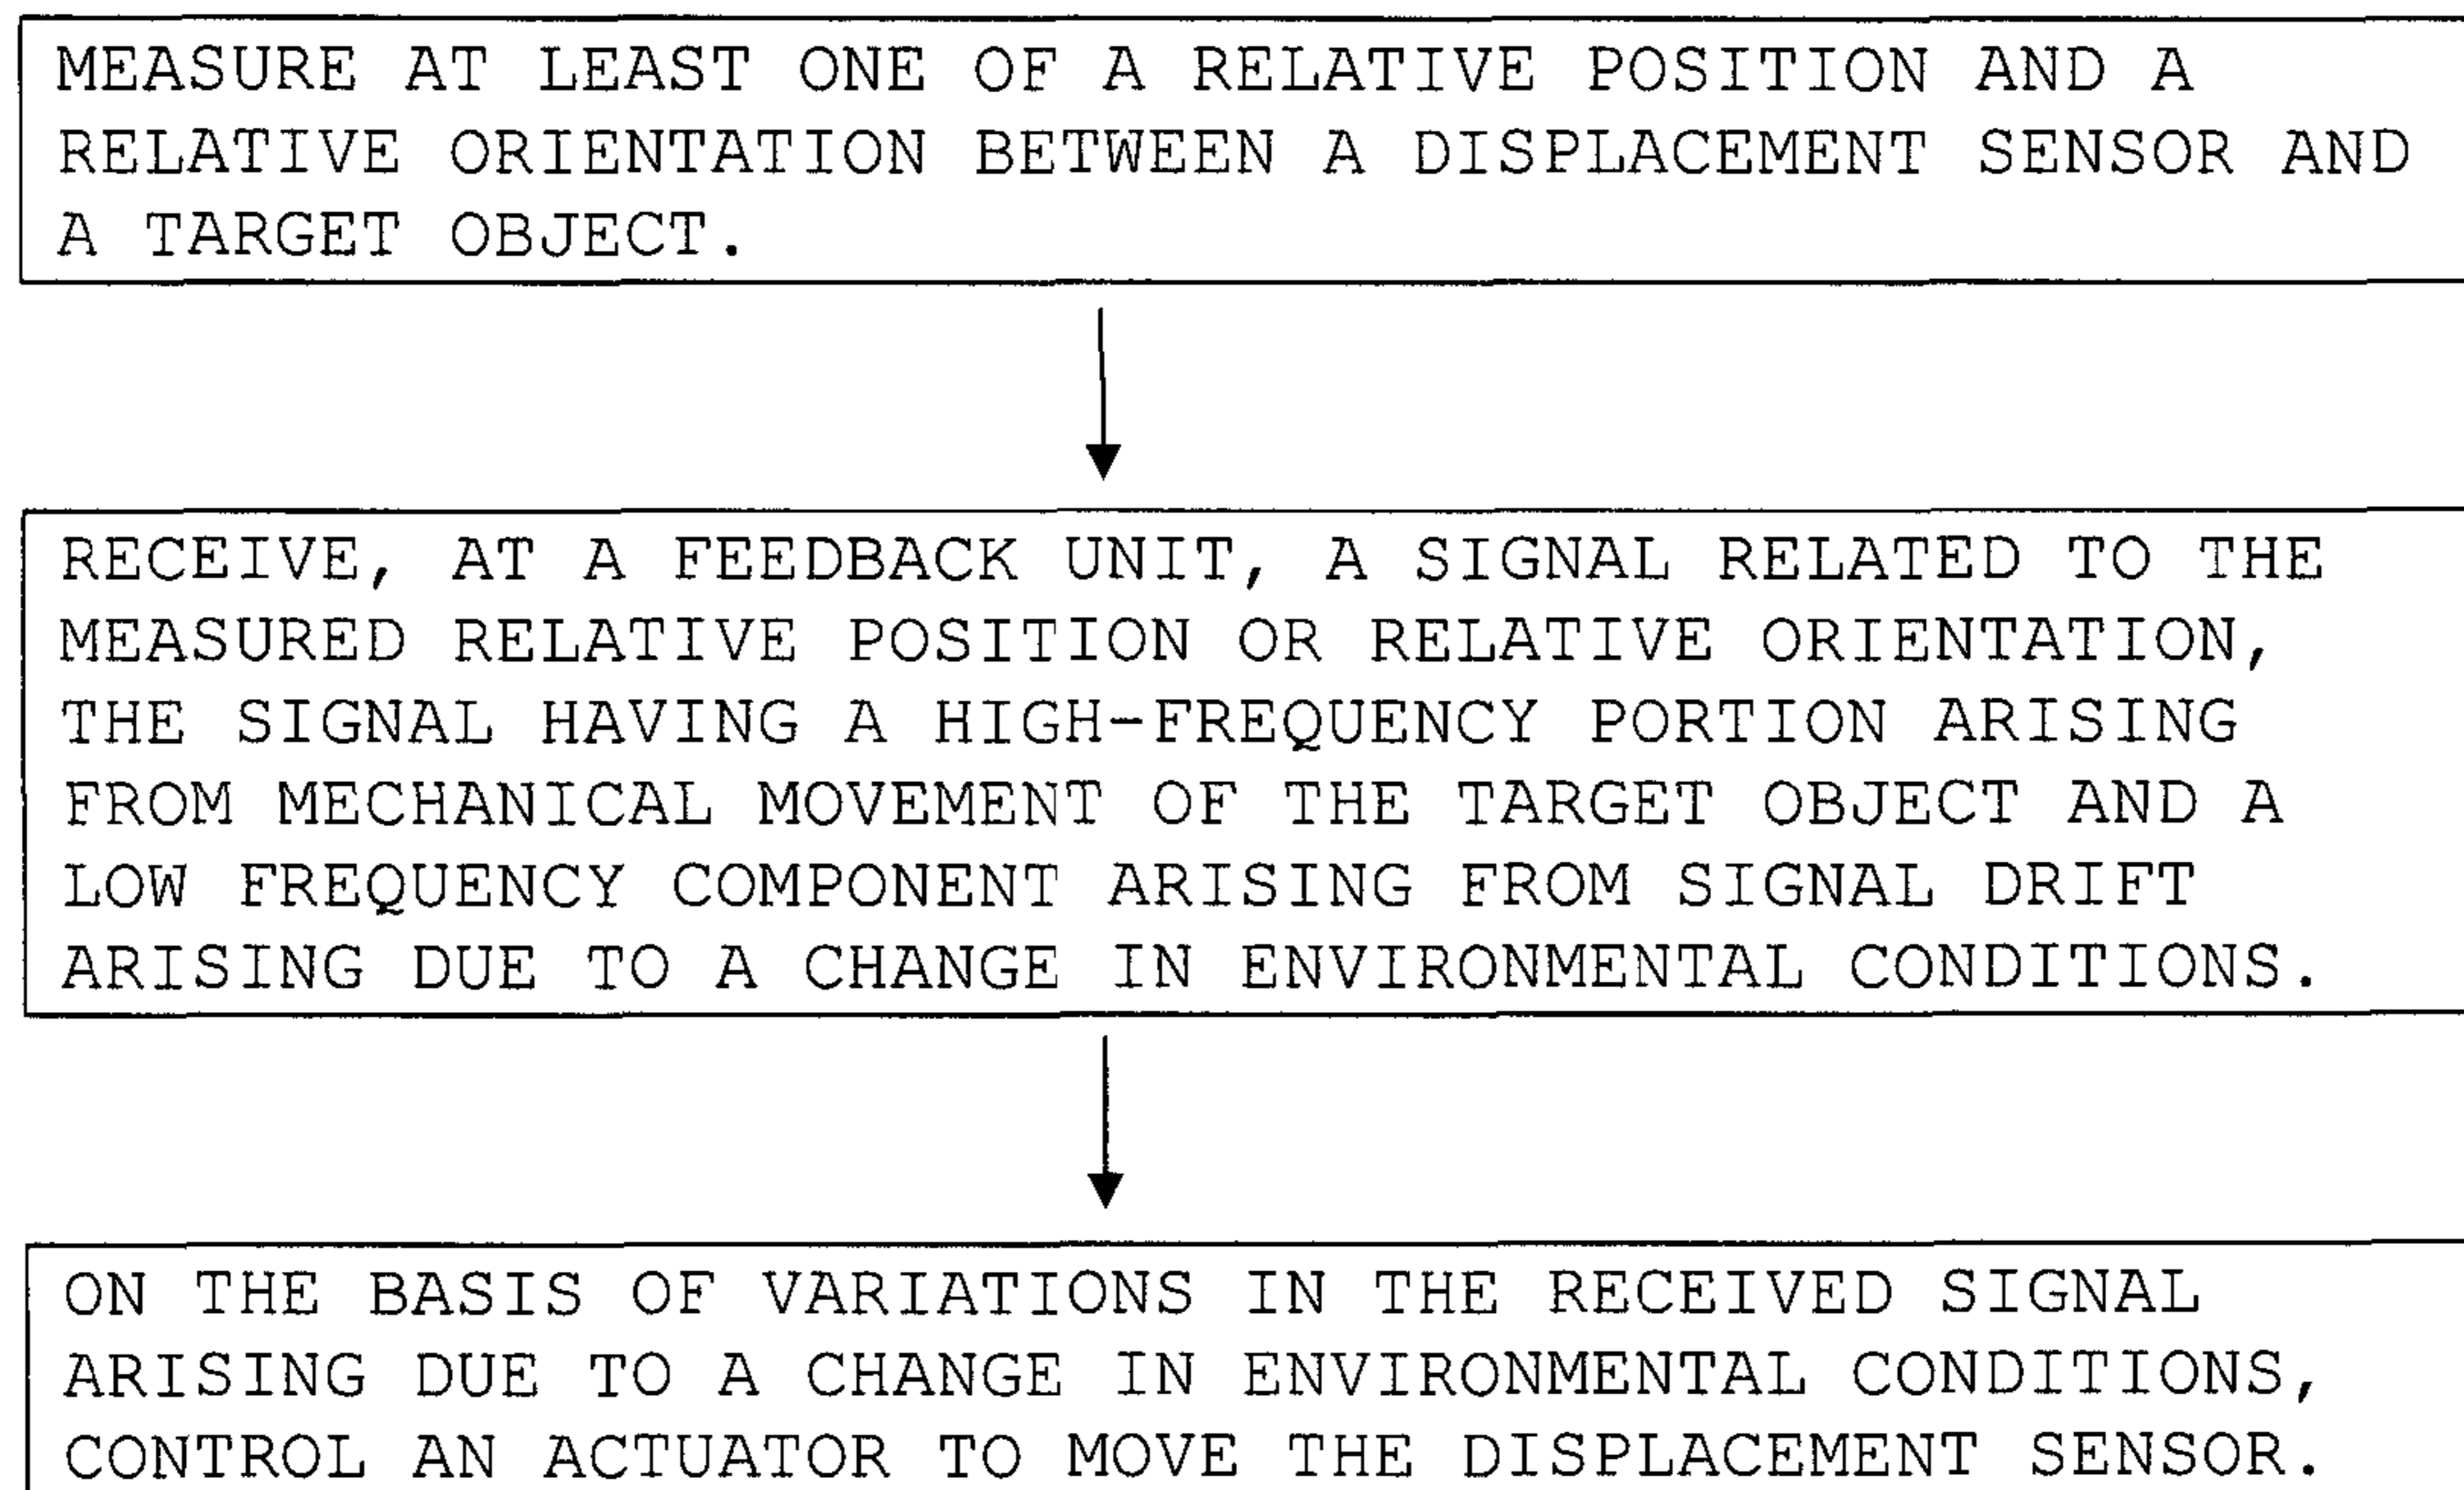 MEASURE AT LEAST ONE OF A RELATIVE POSITION AND A
RELATIVE ORIENTATION BETWEEN A DISPLACEMENT SENSOR AND
A TARGET OBJECT.
RECEIVE, AT A FEEDBACK UNIT, A SIGNAL RELATED TO THE
MEASURED RELATIVE POSITION OR RELATIVE ORIENTATION,
THE SIGNAL HAVING A HIGH-FREQUENCY PORTION ARISING
FROM MECHANICAL MOVEMENT OF THE TARGET OBJECT AND A
LOW FREQUENCY COMPONENT ARISING FROM SIGNAL DRIFT
ARISING DUE TO A CHANGE IN ENVIRONMENTAL CONDITIONS.
ON THE BASIS OF VARIATIONS IN THE RECEIVED SIGNAL
ARISING DUE TO A CHANGE IN ENVIRONMENTAL CONDITIONS,
CONTROL AN ACTUATOR TO MOVE THE DISPLACEMENT SENSOR.